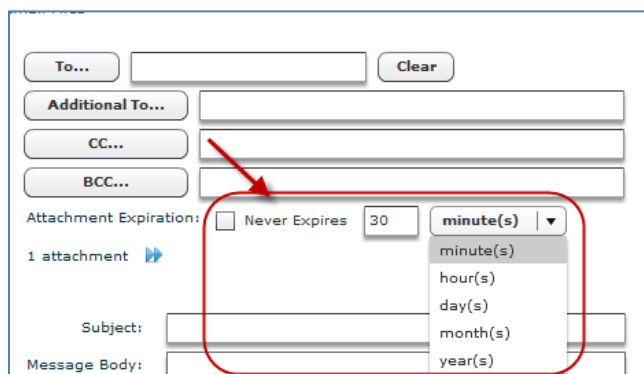 To... Clear
Additional To...
CC...
BCC...
Attachment Expiration: Never Expires 30 minute(s)
1 attachment
minute(s)
hour(s)
day(s)
month(s)
year(s)
Subject:
Message Body: